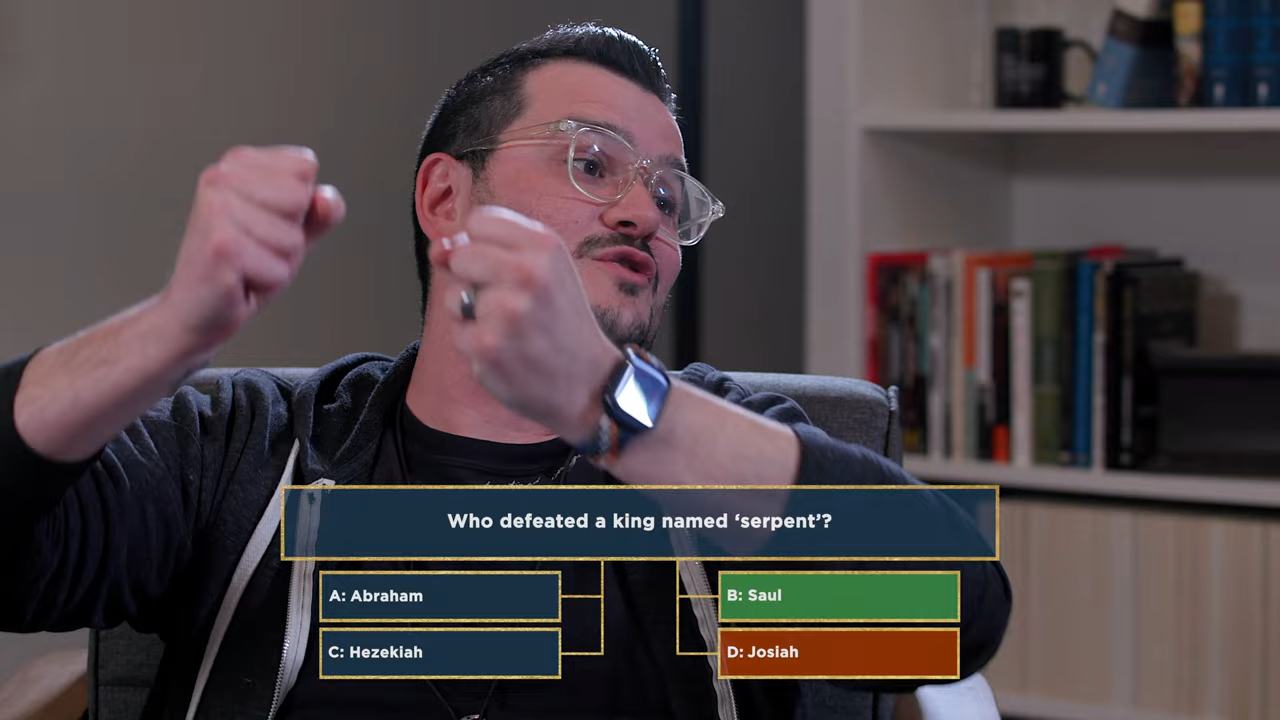 Who defeated a king named ‘serpent’?
A: Abraham
B: Saul
C: Hezekiah
D: Josiah